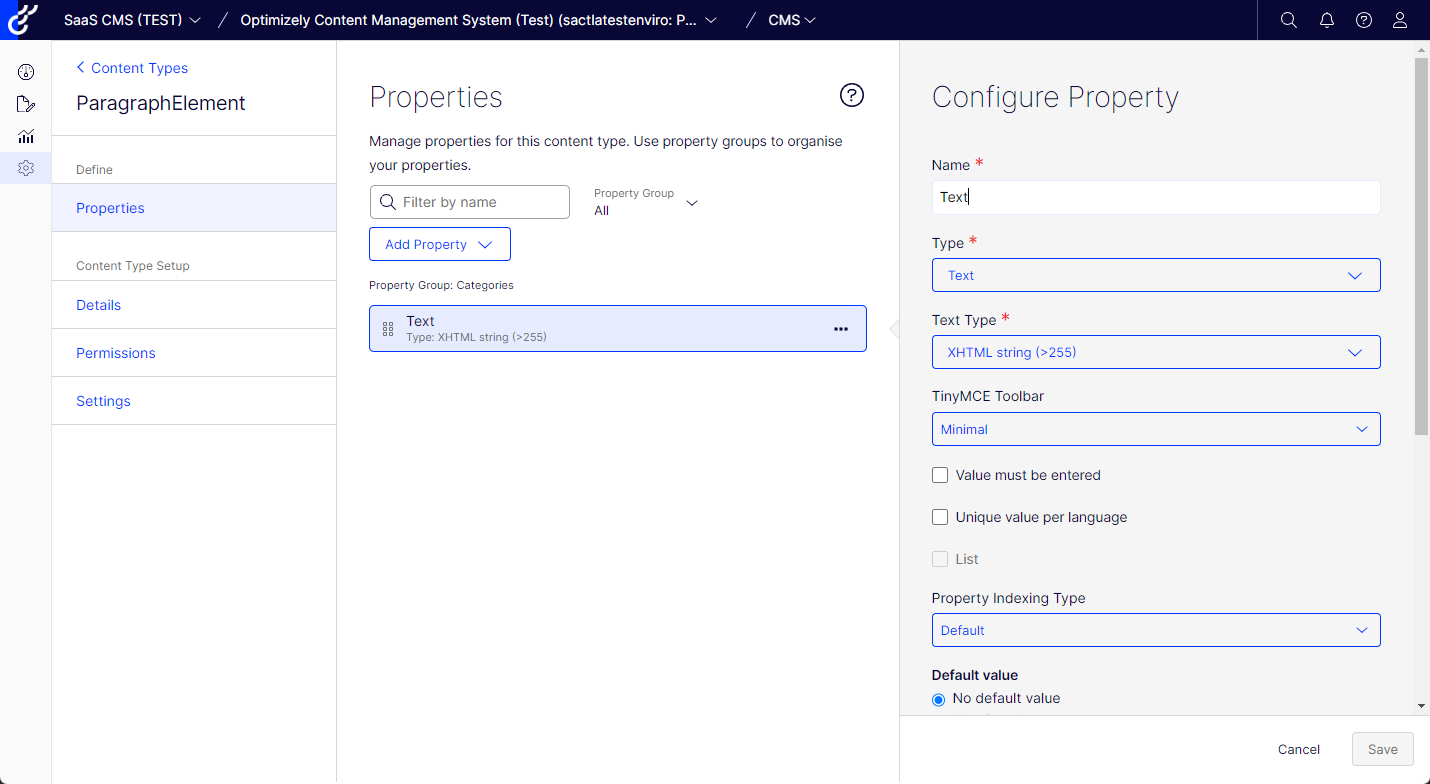 SaaS CMS (TEST) / Optimizely Content Management System (Test) (sactlatestenviro: P... / CMS
Content Types
ParagraphElement
Define
Properties
Content Type Setup
Details
Permissions
Settings
Properties
Manage properties for this content type. Use property groups to organise
your properties.
Filter by name
Property Group
All
Add Property
Property Group: Categories
Text
Type: XHTML string (>255)
Configure Property
Name *
Text
Type *
Text
Text Type *
XHTML string (>255)
TinyMCE Toolbar
Minimal
Value must be entered
Unique value per language
List
Property Indexing Type
Default
Default value
No default value
Cancel
Save